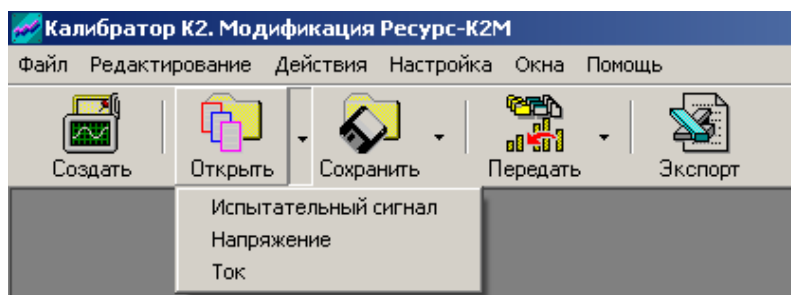 Калибратор К2. Модификация Ресурс-К2М
Файл Редактирование Действия Настройка Окна Помощь
Создать Открыть Сохранить Передать Экспорт
Испытательный сигнал
Напряжение
Ток